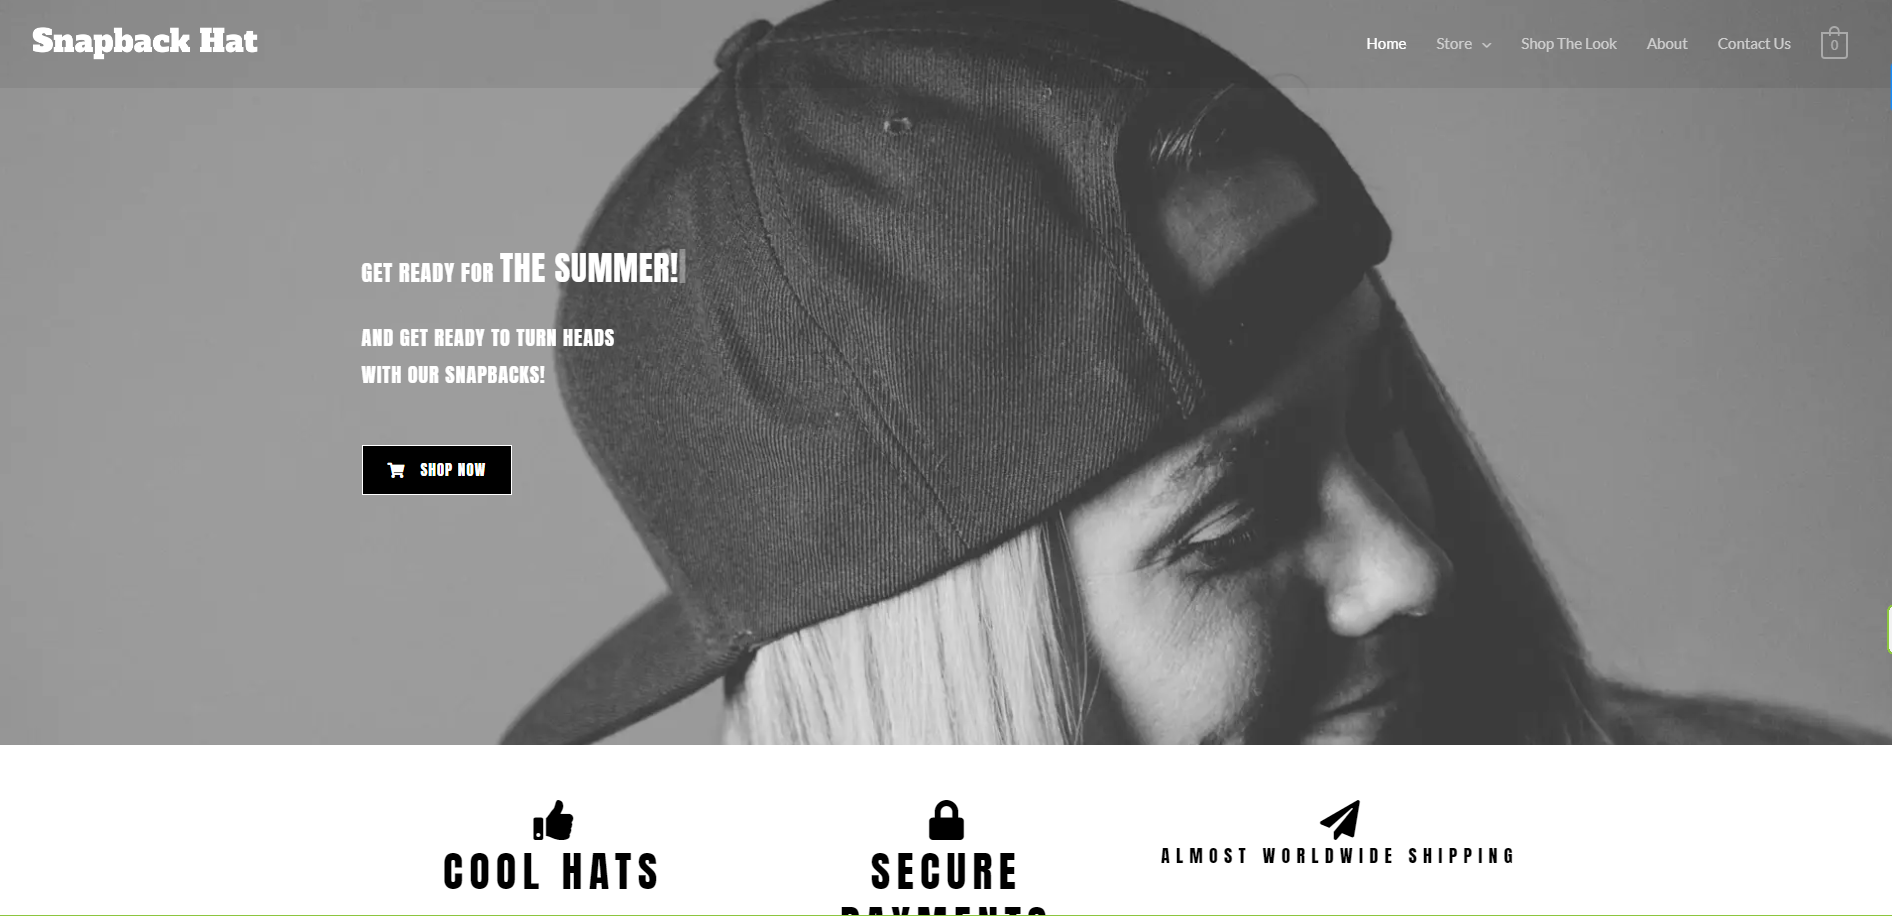 Snapback Hat
Home Store Shop The Look About Contact Us 0
GET READY FOR THE SUMMER!
AND GET READY TO TURN HEADS
WITH OUR SNAPBACKS!
SHOP NOW
COOL HATS
SECURE
PAYMENTS
ALMOST WORLDWIDE SHIPPING